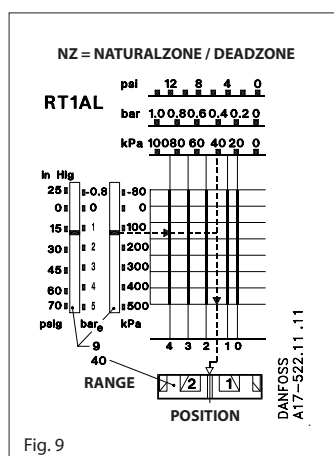 NZ = NATURALZONE / DEADZONE
psi 12 8 4 0
RT1AL
bar 1.0 0.8 0.6 0.4 0.2 0
kPa 100 80 60 40 20 0
in Hg
25 -0.8 -80
0 0 0
15 1 100
30 2 200
45 3 300
60 4 400
70 5 500
psig bar e kPa
9
40
4 3 2 1 0
RANGE
2 1
POSITION
DANFOSS
A17-522.11 .11
Fig. 9